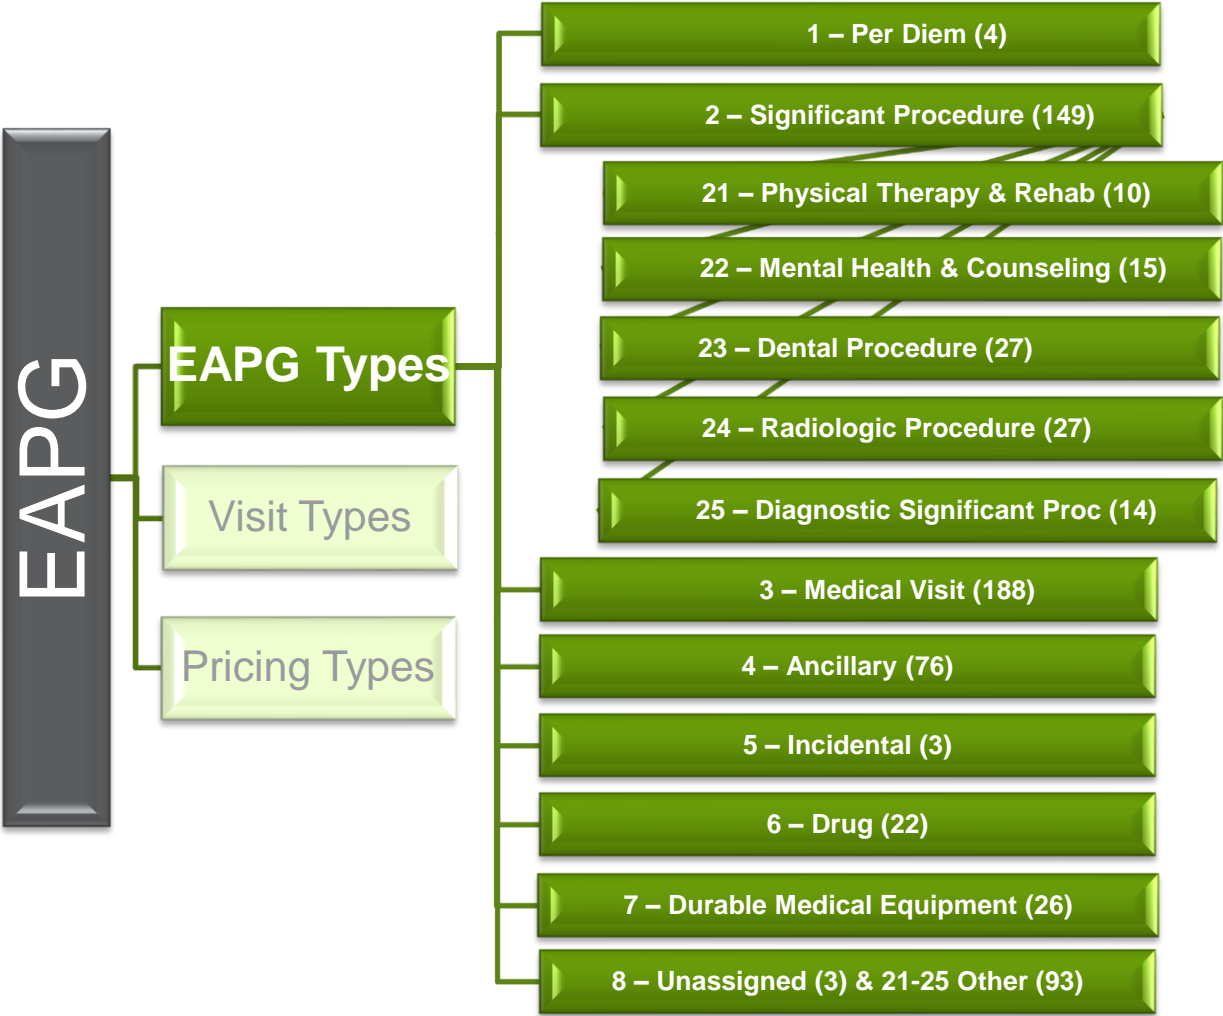 EAPG
EAPG Types
Visit Types
Pricing Types
1 – Per Diem (4)
2 – Significant Procedure (149)
21 – Physical Therapy & Rehab (10)
22 – Mental Health & Counseling (15)
23 – Dental Procedure (27)
24 – Radiologic Procedure (27)
25 – Diagnostic Significant Proc (14)
3 – Medical Visit (188)
4 – Ancillary (76)
5 – Incidental (3)
6 – Drug (22)
7 – Durable Medical Equipment (26)
8 – Unassigned (3) & 21-25 Other (93)